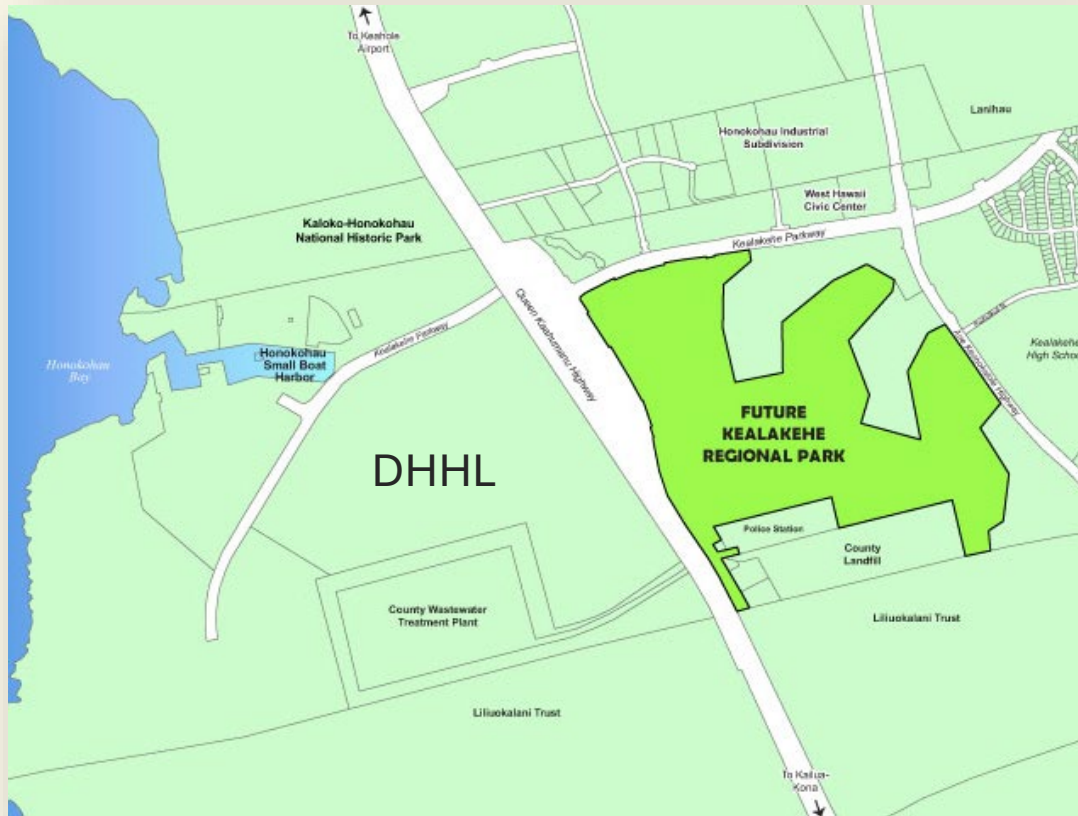 To Keahole
Airport
Lanihau
Honokohau Industrial
Subdivision
West Hawaii
Civic Center
Kaloko-Honokohau
National Historic Park
Kealakehe Parkway
Queen Kaahumanu Highway
Kealakehe Parkway
Honokohau
Small Boat
Harbor
Honokohau
Bay
Kealakehe
High School
FUTURE
KEALAKEHE
REGIONAL PARK
DHHL
Police Station
County
Landfill
County Wastewater
Treatment Plant
Liliuokalani Trust
Liliuokalani Trust
To Kailua-
Kona